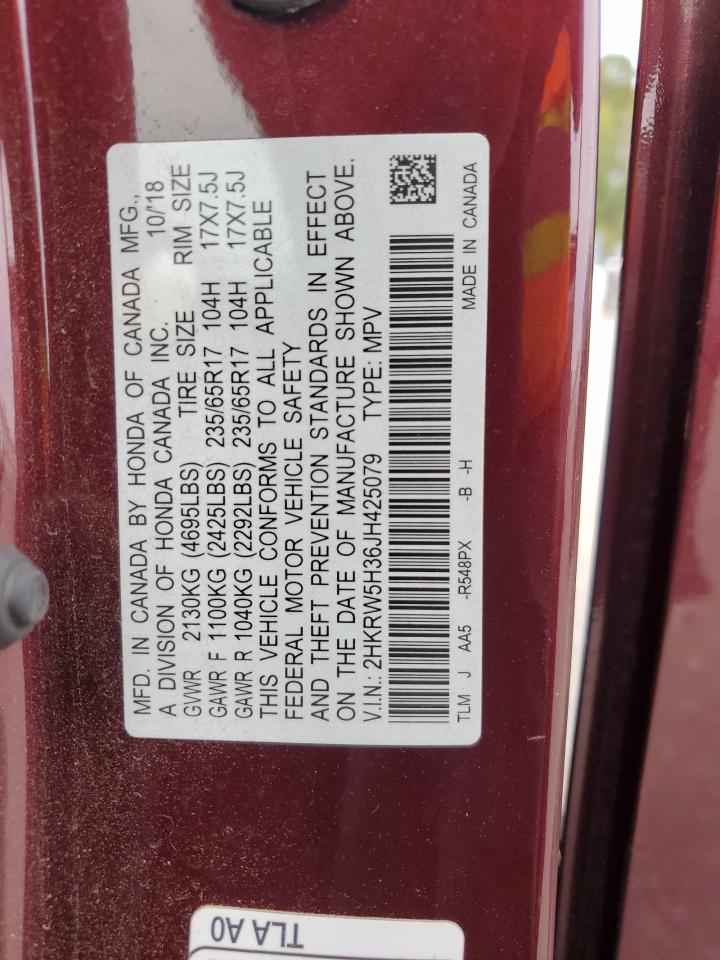 MFD. IN CANADA BY HONDA OF CANADA MFG.,
A DIVISION OF HONDA CANADA INC. 10/18
GVWR 2130KG (4695LBS) TIRE SIZE RIM SIZE
GAWR F 1100KG (2425LBS) 235/65R17 104H 17X7.5J
GAWR R 1040KG (2292LBS) 235/65R17 104H 17X7.5J
THIS VEHICLE CONFORMS TO ALL APPLICABLE
FEDERAL MOTOR VEHICLE SAFETY
AND THEFT PREVENTION STANDARDS IN EFFECT
ON THE DATE OF MANUFACTURE SHOWN ABOVE.
V.I.N.: 2HKRW5H36JH425079 TYPE: MPV
TLM J AA5 -R548PX -B -H MADE IN CANADA
TLA A0